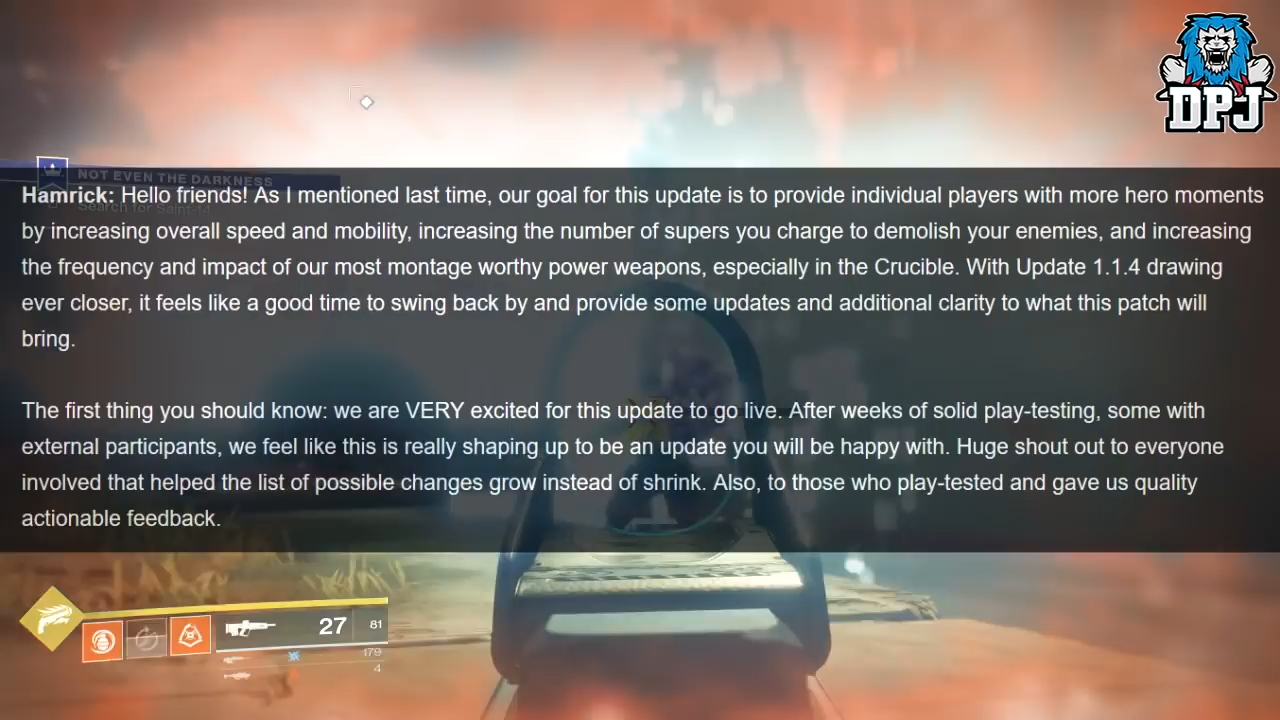 DPJ
NOT EVEN THE DARKNESS
Search for Saint-14
Hamrick: Hello friends! As I mentioned last time, our goal for this update is to provide individual players with more hero moments
by increasing overall speed and mobility, increasing the number of supers you charge to demolish your enemies, and increasing
the frequency and impact of our most montage worthy power weapons, especially in the Crucible. With Update 1.1.4 drawing
ever closer, it feels like a good time to swing back by and provide some updates and additional clarity to what this patch will
bring.
The first thing you should know: we are VERY excited for this update to go live. After weeks of solid play-testing, some with
external participants, we feel like this is really shaping up to be an update you will be happy with. Huge shout out to everyone
involved that helped the list of possible changes grow instead of shrink. Also, to those who play-tested and gave us quality
actionable feedback.
27 81
179
4